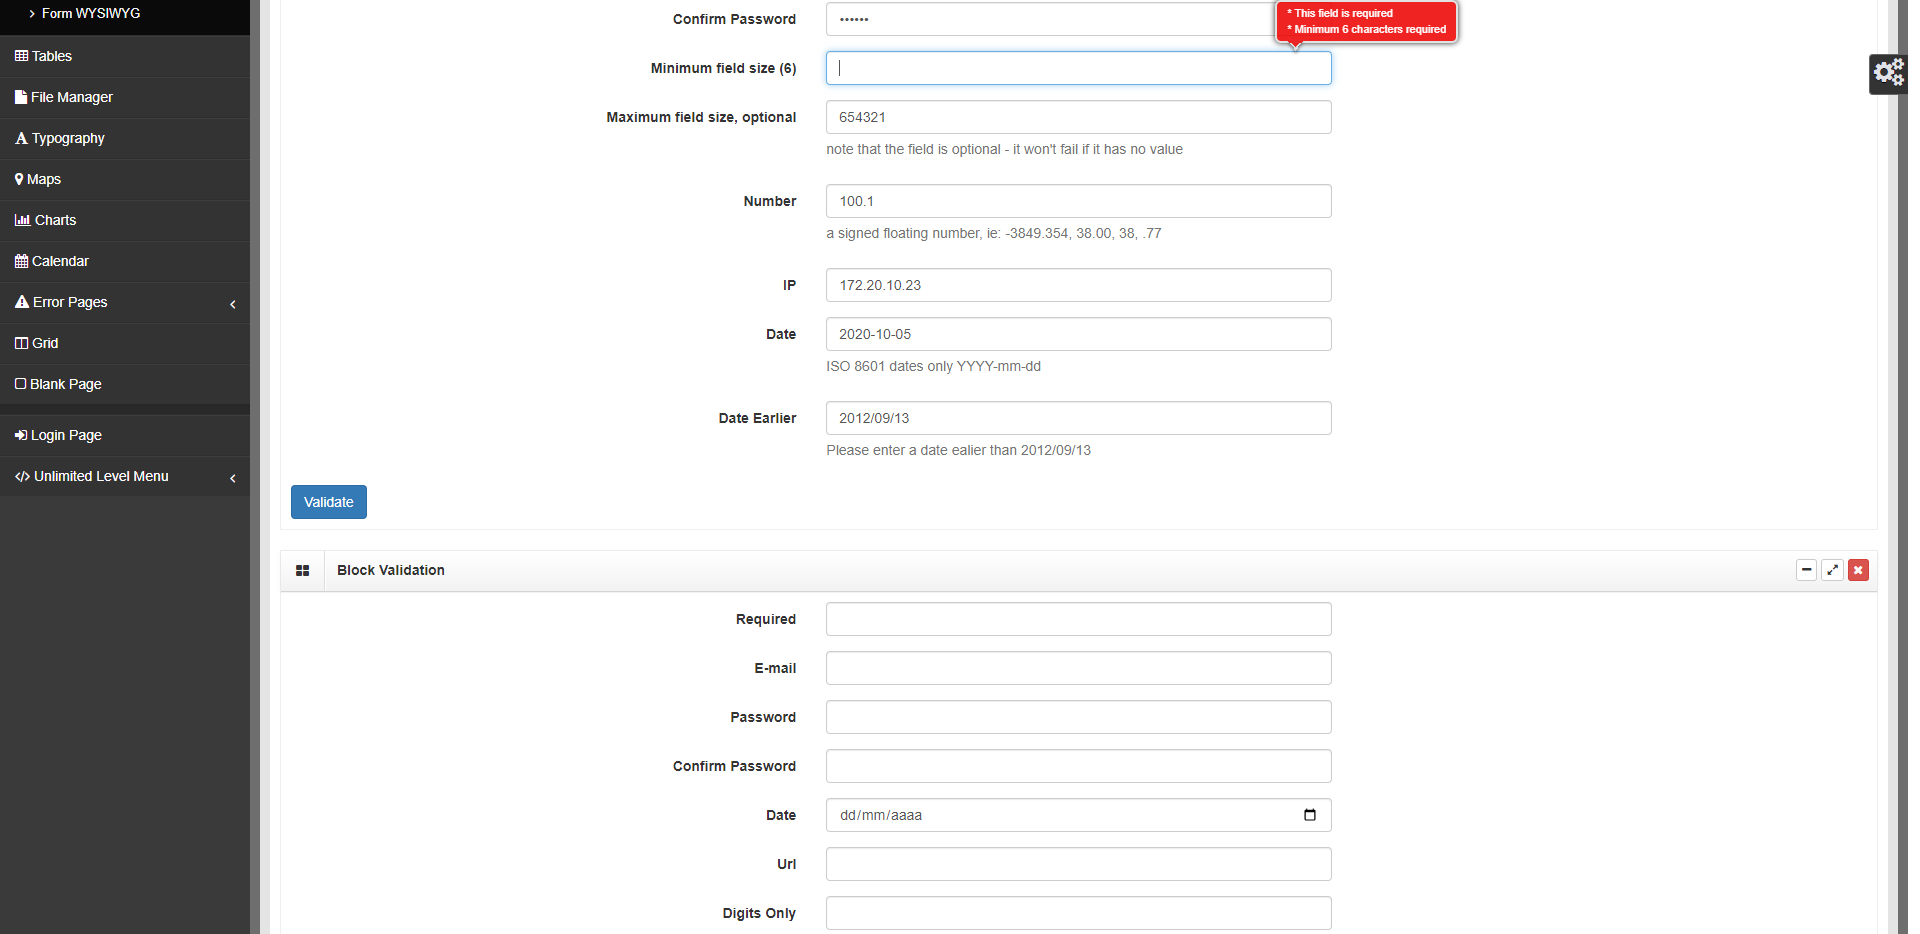 Form WYSIWYG
Tables
File Manager
Typography
Maps
Charts
Calendar
Error Pages
Grid
Blank Page
Login Page
Unlimited Level Menu
Confirm Password
••••••
* This field is required
* Minimum 6 characters required
Minimum field size (6)
Maximum field size, optional
654321
note that the field is optional - it won't fail if it has no value
Number
100.1
a signed floating number, ie: -3849.354, 38.00, 38, .77
IP
172.20.10.23
Date
2020-10-05
ISO 8601 dates only YYYY-mm-dd
Date Earlier
2012/09/13
Please enter a date ealier than 2012/09/13
Validate
Block Validation
Required
E-mail
Password
Confirm Password
Date
dd/mm/aaaa
Url
Digits Only